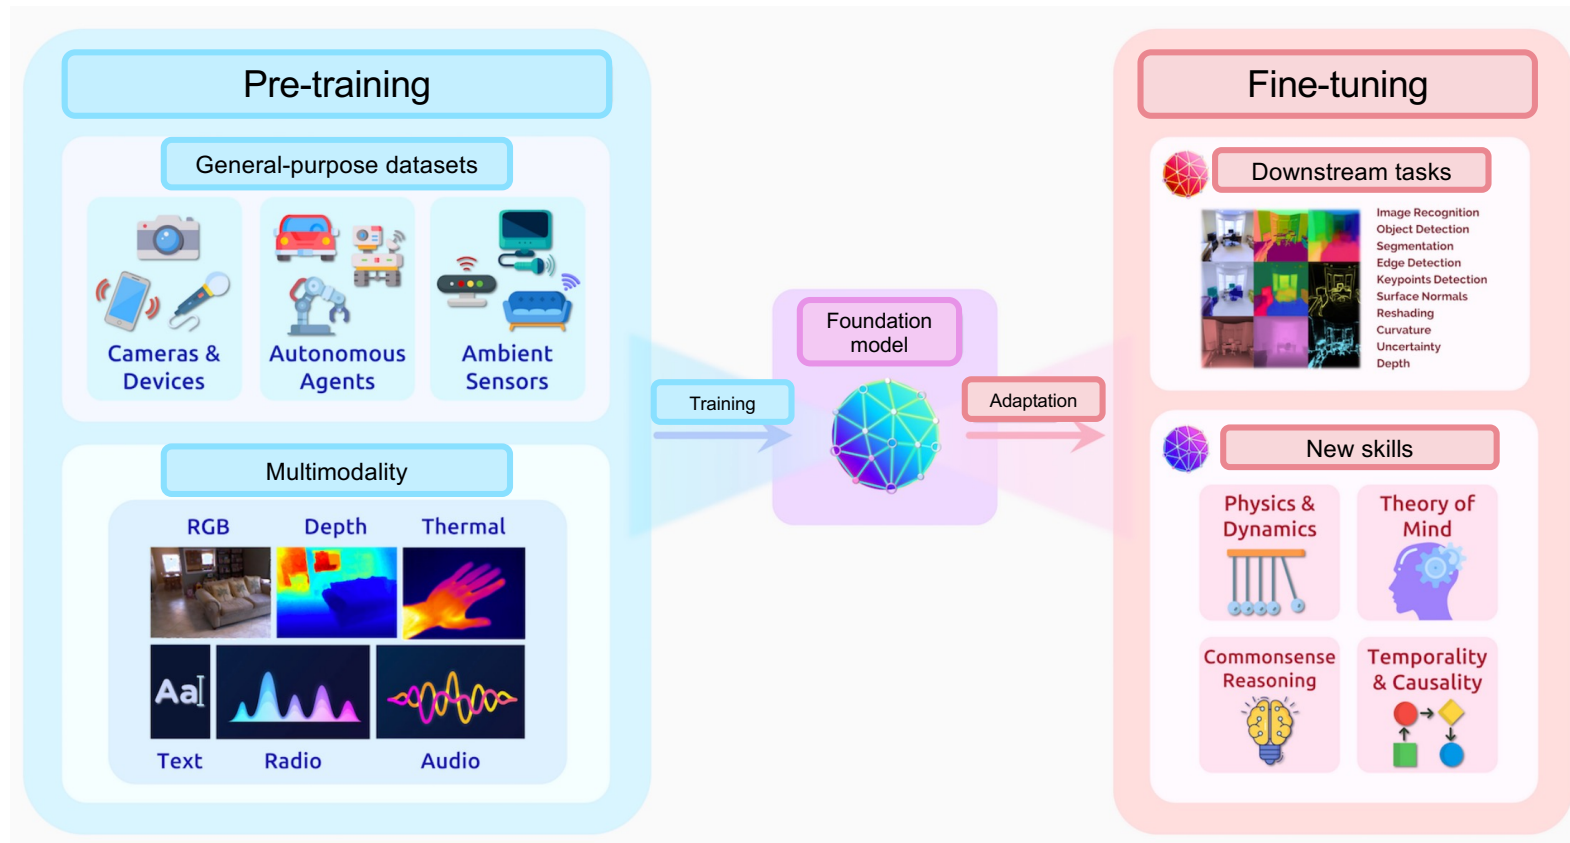 Pre-training
General-purpose datasets
Cameras &
Devices
Autonomous
Agents
Ambient
Sensors
Multimodality
RGB
Depth
Thermal
Aa
Text
Radio
Audio
Training
Foundation
model
Adaptation
Fine-tuning
Downstream tasks
Image Recognition
Object Detection
Segmentation
Edge Detection
Keypoints Detection
Surface Normals
Reshading
Curvature
Uncertainty
Depth
New skills
Physics &
Dynamics
Theory of
Mind
Commonsense
Reasoning
Temporality
& Causality